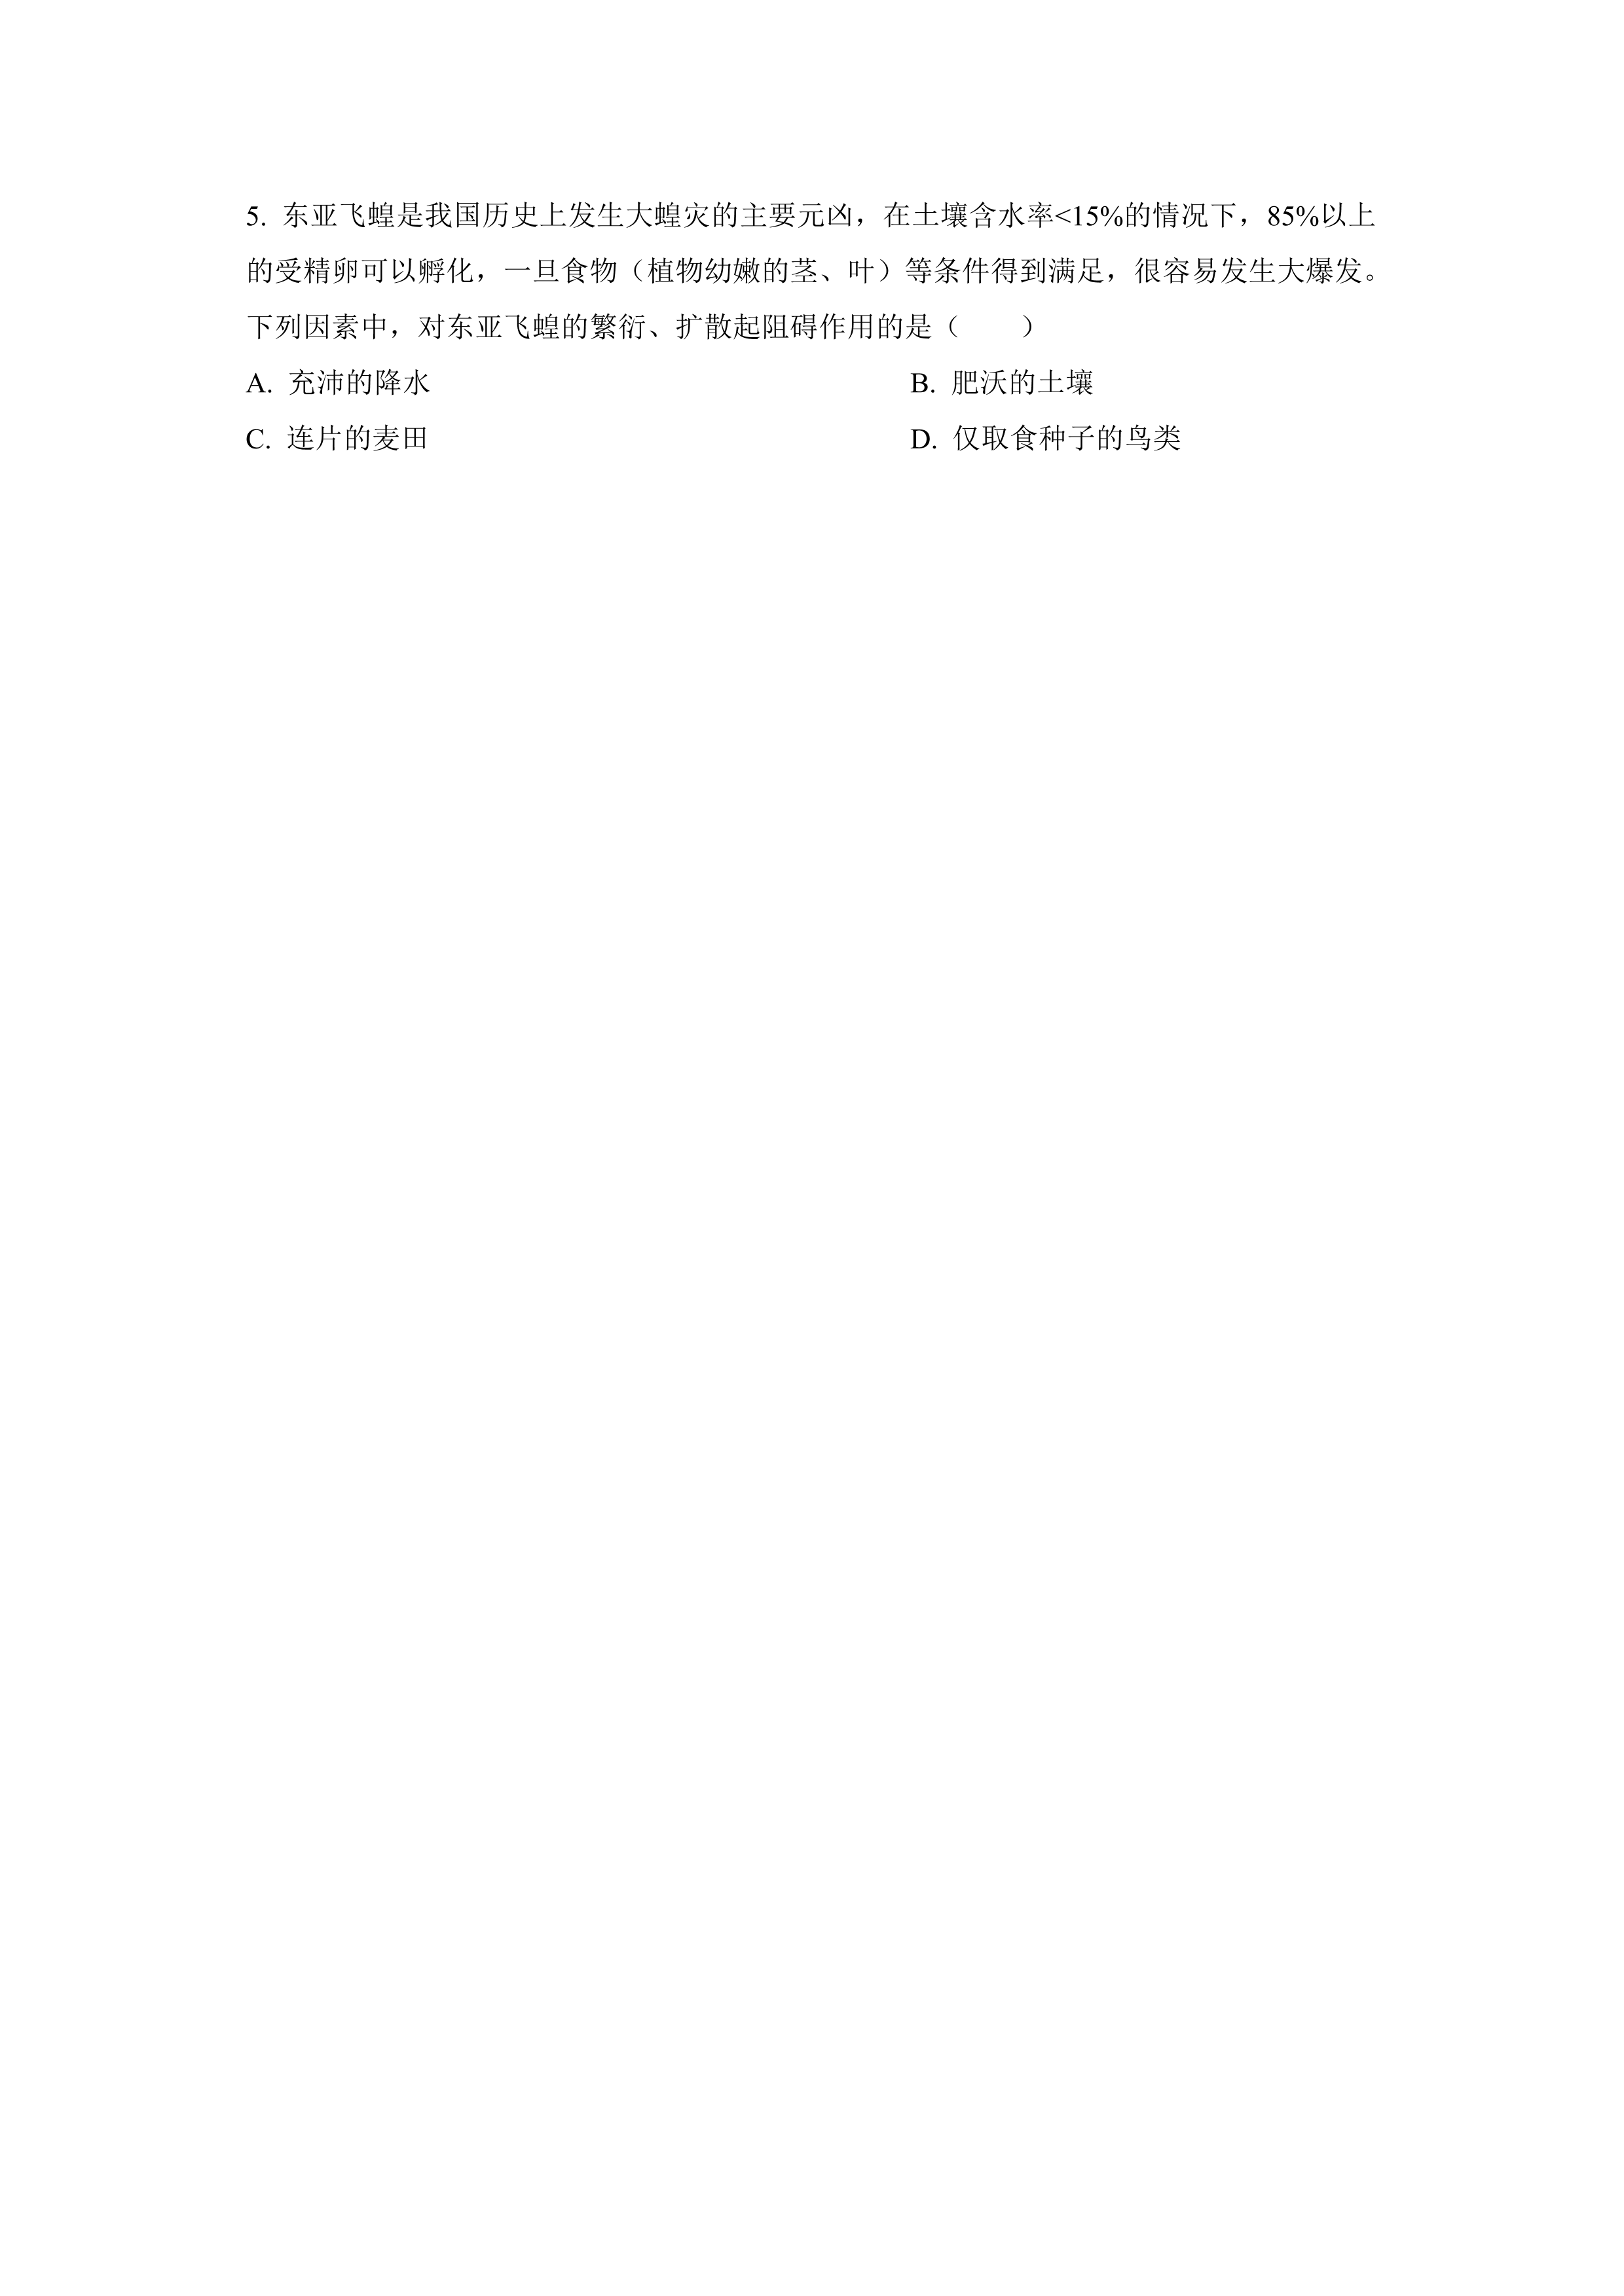 5. 东亚飞蝗是我国历史上发生大蝗灾的主要元凶，在土壤含水率<15%的情况下，85%以上
的受精卵可以孵化，一旦食物（植物幼嫩的茎、叶）等条件得到满足，很容易发生大爆发。
下列因素中，对东亚飞蝗的繁衍、扩散起阻碍作用的是（　　）
A. 充沛的降水 B. 肥沃的土壤
C. 连片的麦田 D. 仅取食种子的鸟类